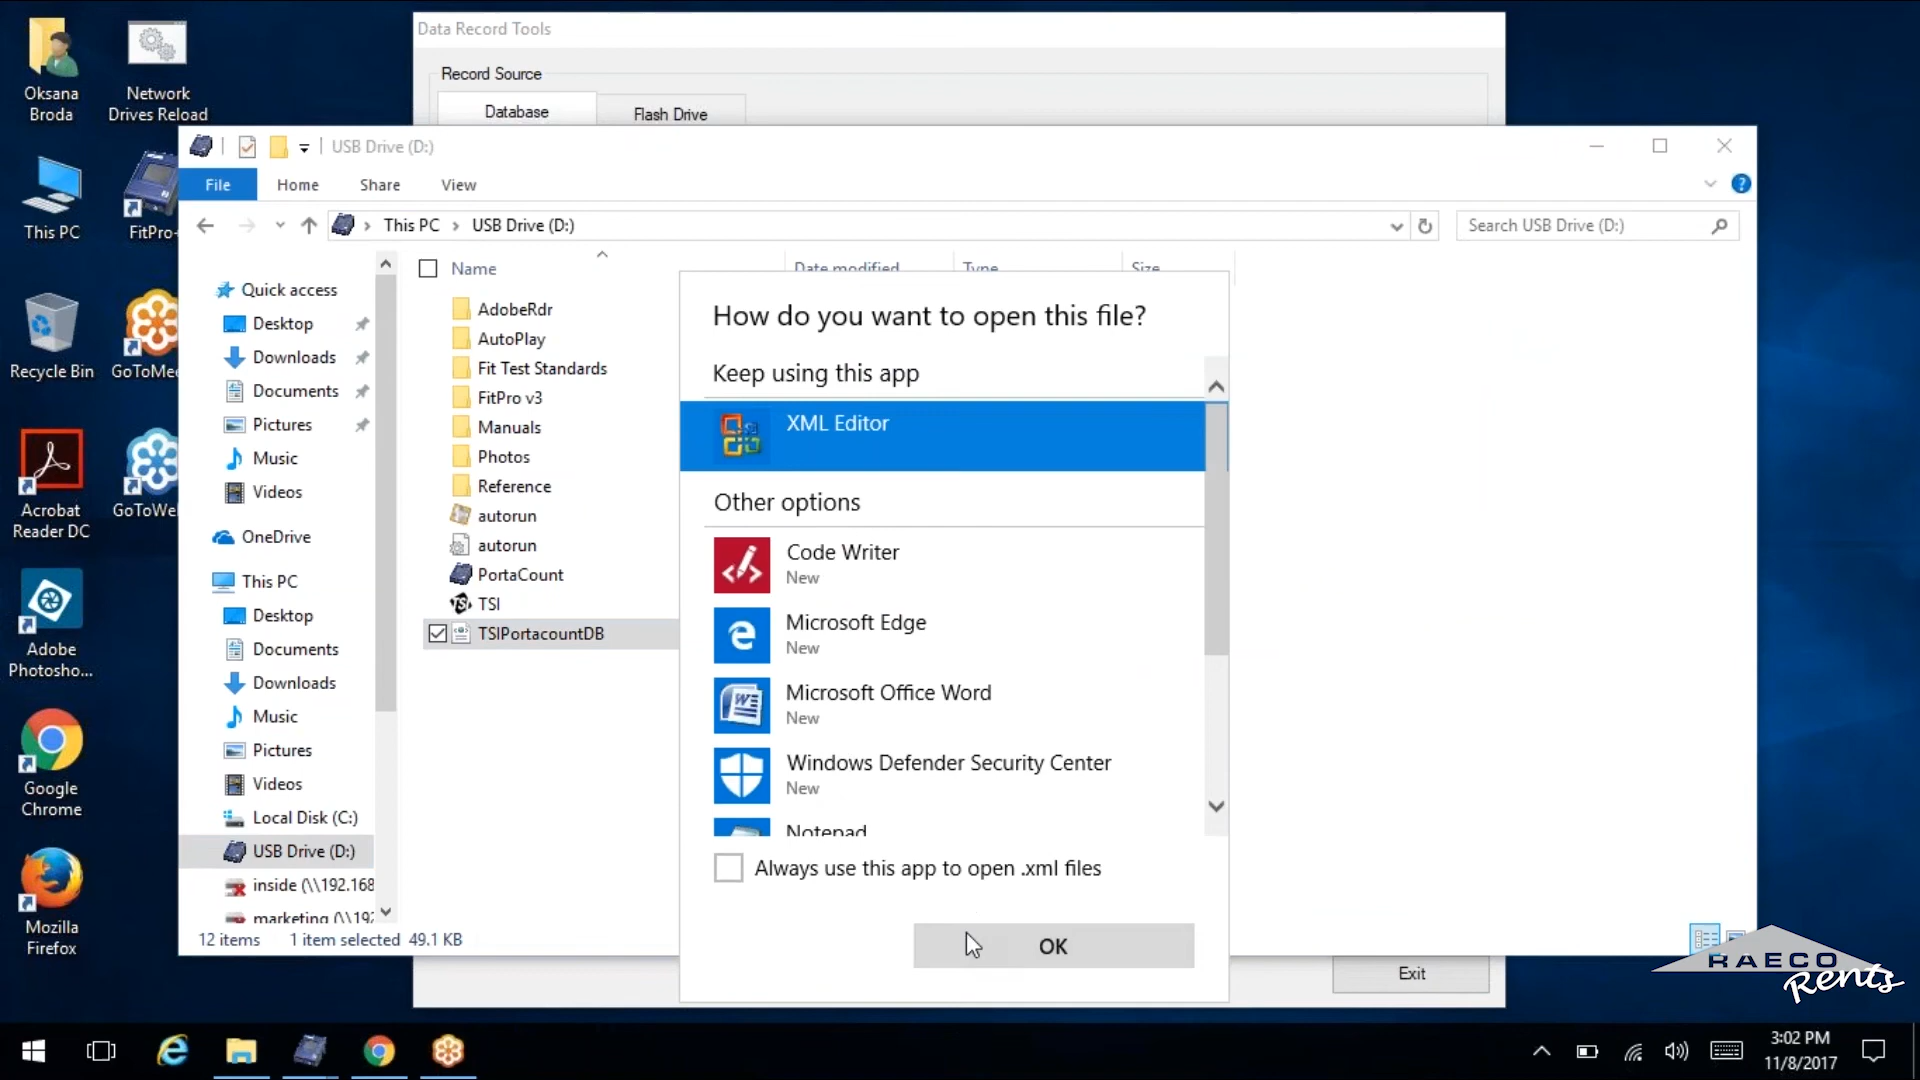 Oksana
Broda
Network
Drives Reload
This PC
FitPro+
Recycle Bin
GoToMee
Acrobat
Reader DC
GoToWel
Adobe
Photosho...
Google
Chrome
Mozilla
Firefox
Data Record Tools
Record Source
Database
Flash Drive
USB Drive (D:)
File
Home
Share
View
This PC
USB Drive (D:)
Search USB Drive (D:)
Quick access
Desktop
Downloads
Documents
Pictures
Music
Videos
OneDrive
This PC
Desktop
Documents
Downloads
Music
Pictures
Videos
Local Disk (C:)
USB Drive (D:)
inside (\\192.168
marketing (\\192
Name
Date modified
Type
Size
AdobeRdr
AutoPlay
Fit Test Standards
FitPro v3
Manuals
Photos
Reference
autorun
autorun
PortaCount
TSI
TSIPortacountDB
12 items
1 item selected 49.1 KB
How do you want to open this file?
Keep using this app
XML Editor
Other options
Code Writer
New
Microsoft Edge
New
Microsoft Office Word
New
Windows Defender Security Center
New
Notepad
Always use this app to open .xml files
OK
Exit
RAECO
Rents
3:02 PM
11/8/2017